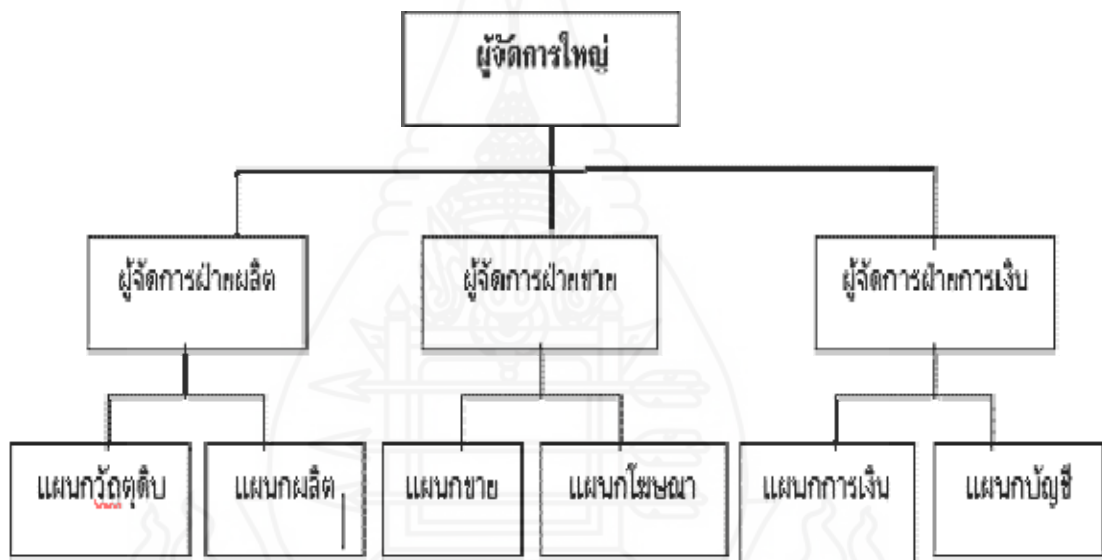 ผู้จัดการใหญ่
ผู้จัดการฝ่ายผลิต
ผู้จัดการฝ่ายขาย
ผู้จัดการฝ่ายการเงิน
แผนกวัถตุดิบ
แผนกผลิต
แผนกขาย
แผนกโฆษณา
แผนกการเงิน
แผนกบัญชี